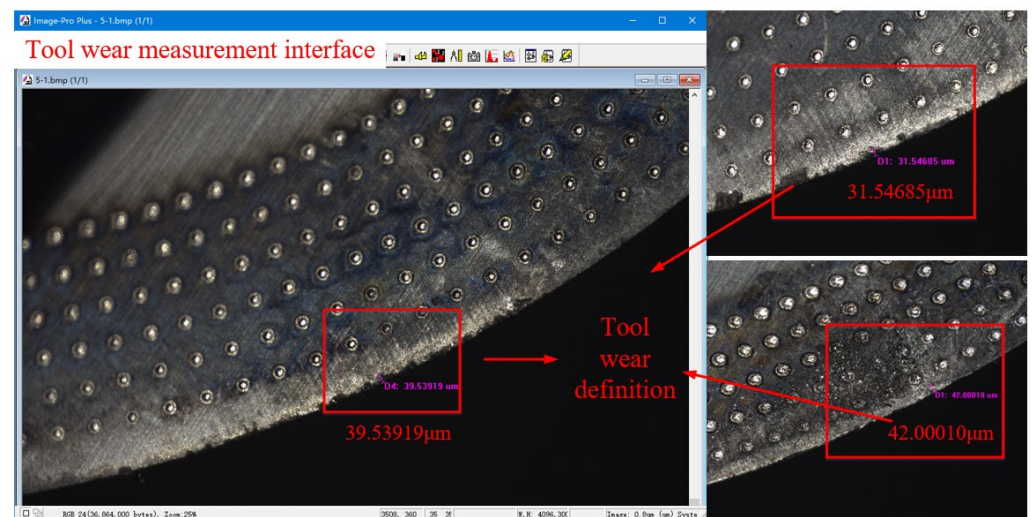 Image-Pro Plus - 5-1.bmp (1/1)
Tool wear measurement interface
5-1.bmp (1/1)
D1: 31.54685 um
31.54685μm
Tool
wear
definition
D4: 39.53919 um
39.53919μm
D1: 42.00010 um
42.00010μm
RGB 24(36,864,000 bytes), Zoom:25%
3508, 360